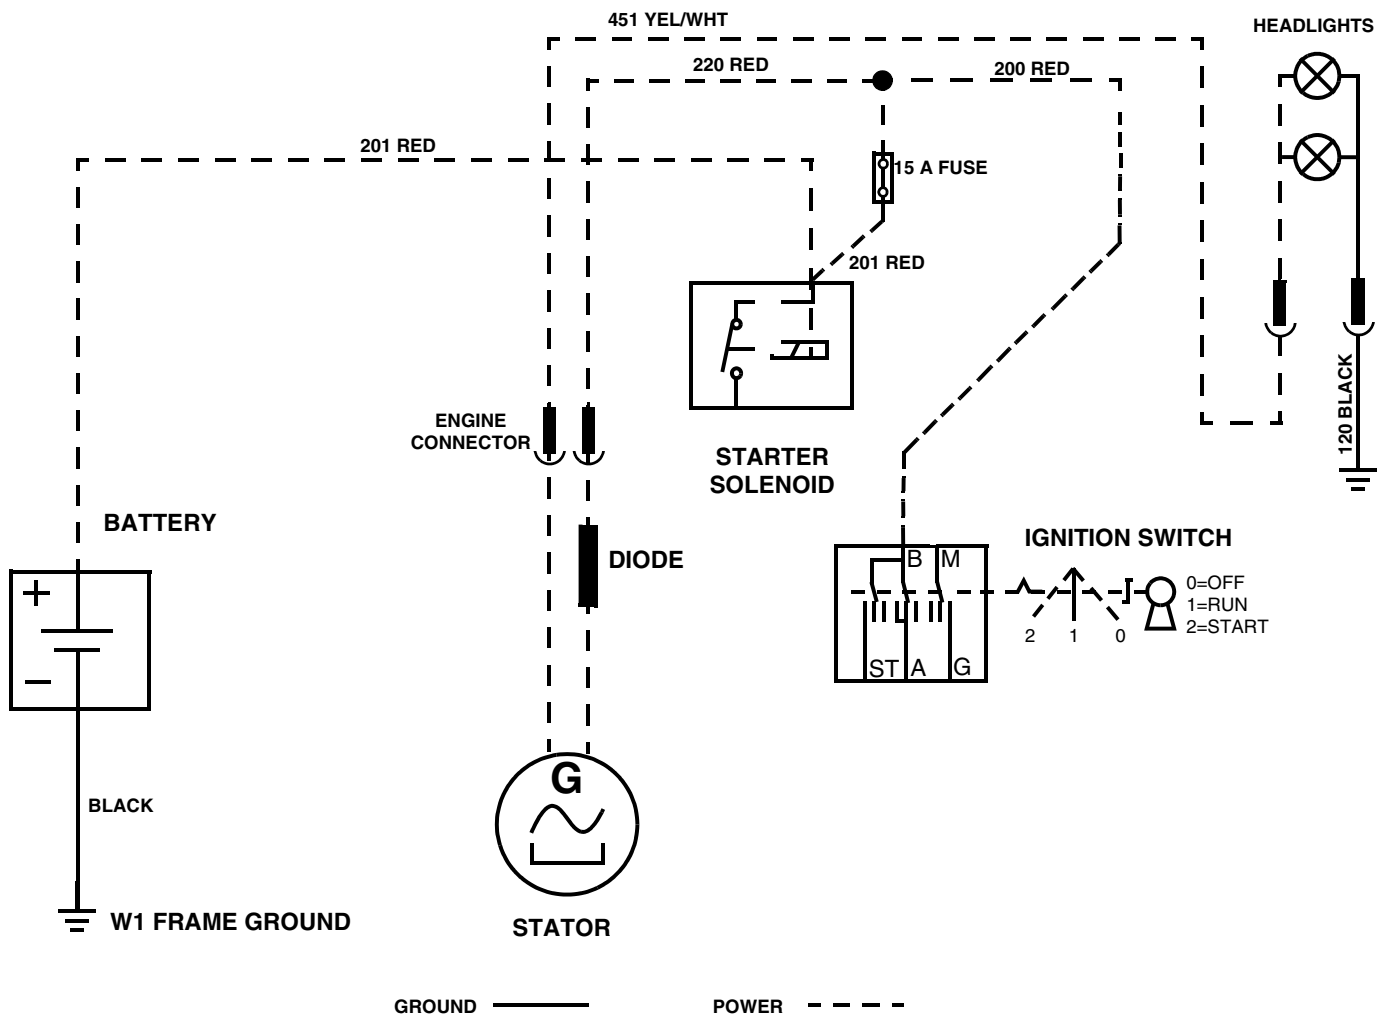 451 YEL/WHT
HEADLIGHTS
220 RED
200 RED
201 RED
15 A FUSE
201 RED
ENGINE
CONNECTOR
120 BLACK
STARTER
SOLENOID
BATTERY
DIODE
IGNITION SWITCH
B
M
0=OFF
1=RUN
2=START
2
1
0
+
−
ST
A
G
G
BLACK
W1 FRAME GROUND
STATOR
GROUND
POWER